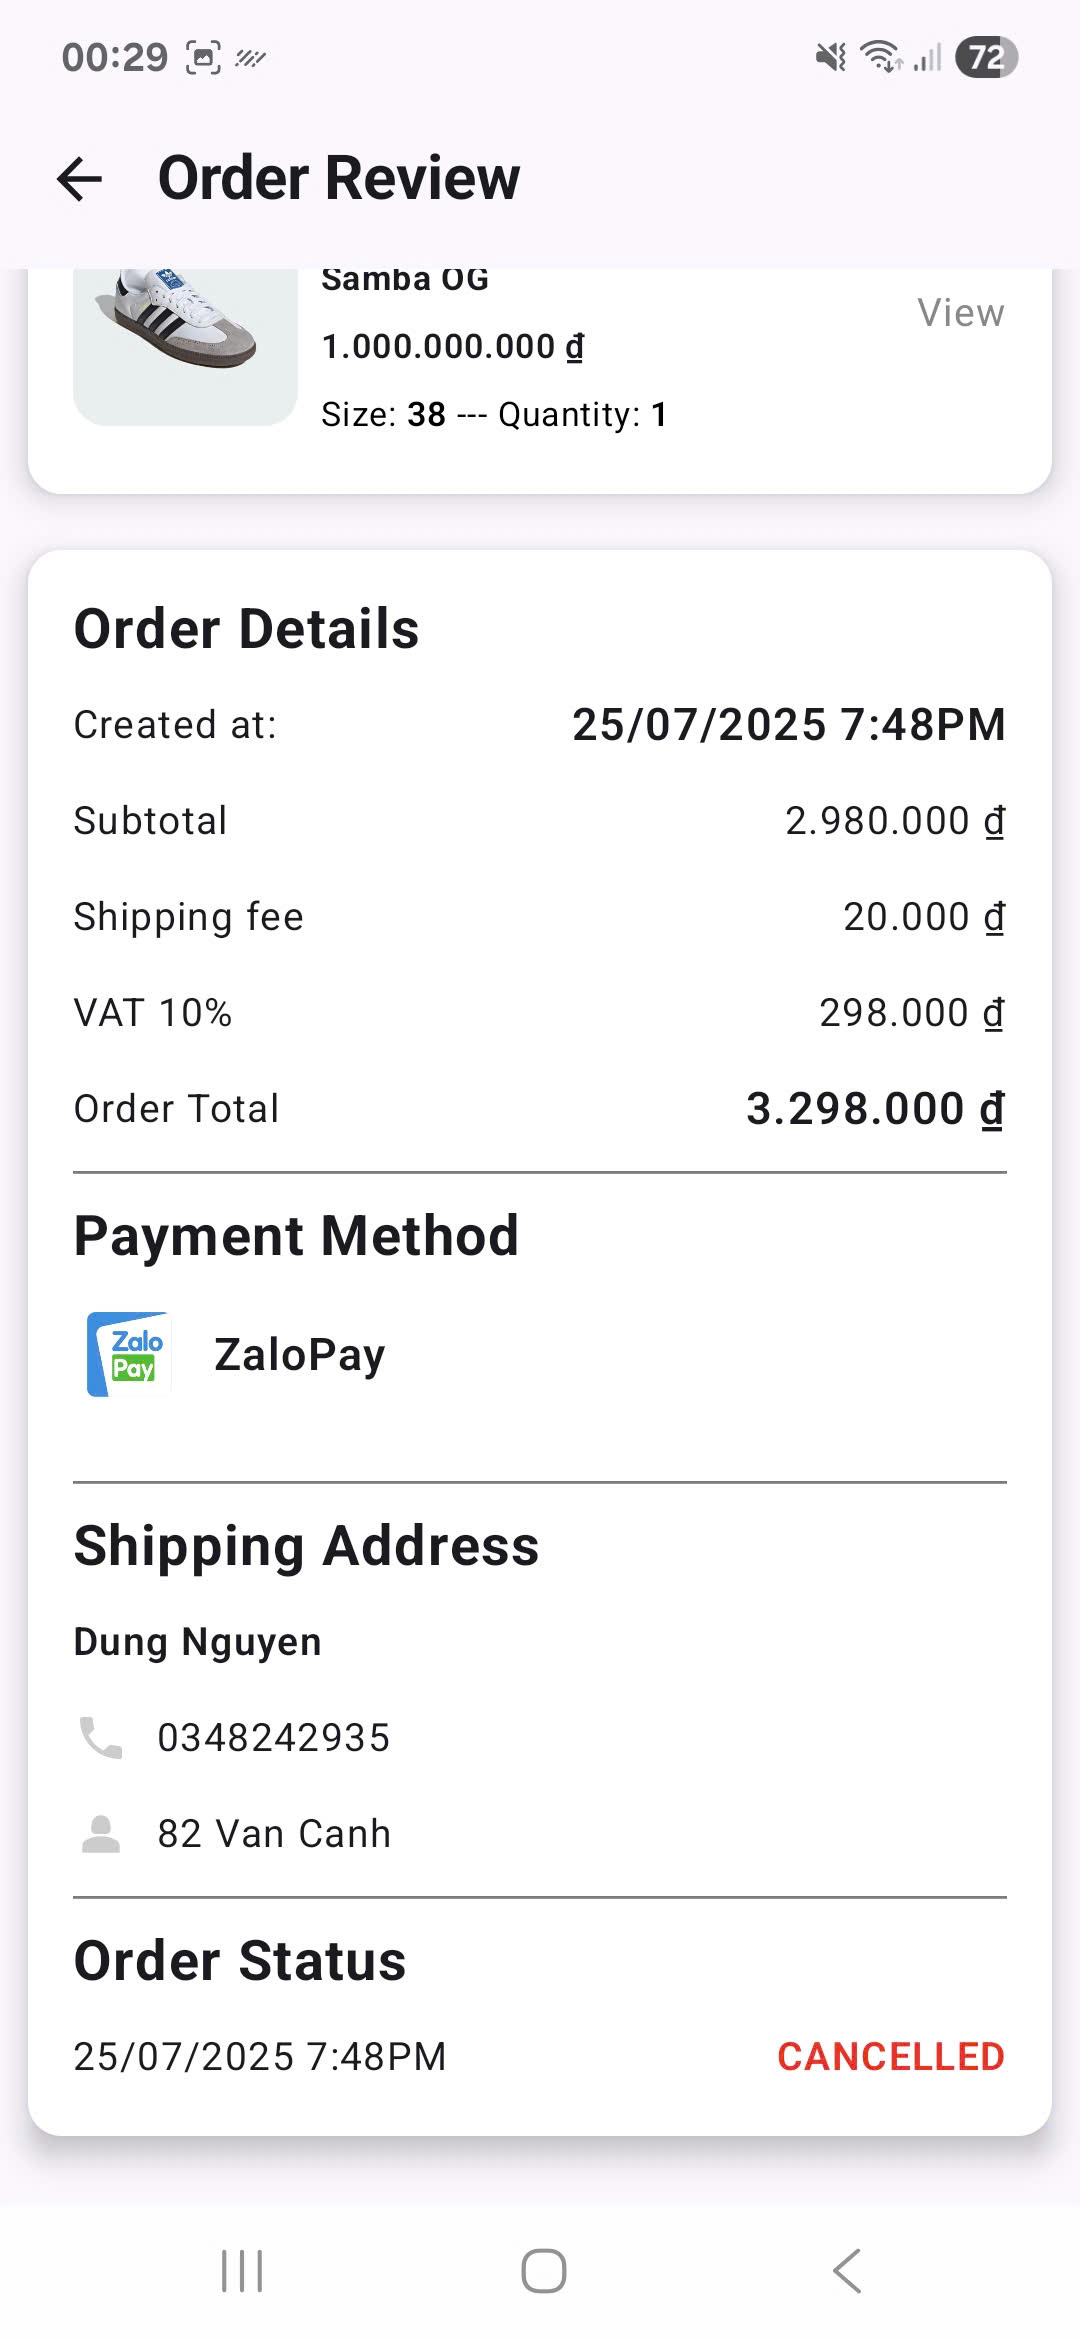 00:29
72
Order Review
Samba OG
View
1.000.000.000 ₫
Size: 38 --- Quantity: 1
Order Details
Created at: 25/07/2025 7:48PM
Subtotal 2.980.000 ₫
Shipping fee 20.000 ₫
VAT 10% 298.000 ₫
Order Total 3.298.000 ₫
Payment Method
Zalo
Pay
ZaloPay
Shipping Address
Dung Nguyen
0348242935
82 Van Canh
Order Status
25/07/2025 7:48PM CANCELLED